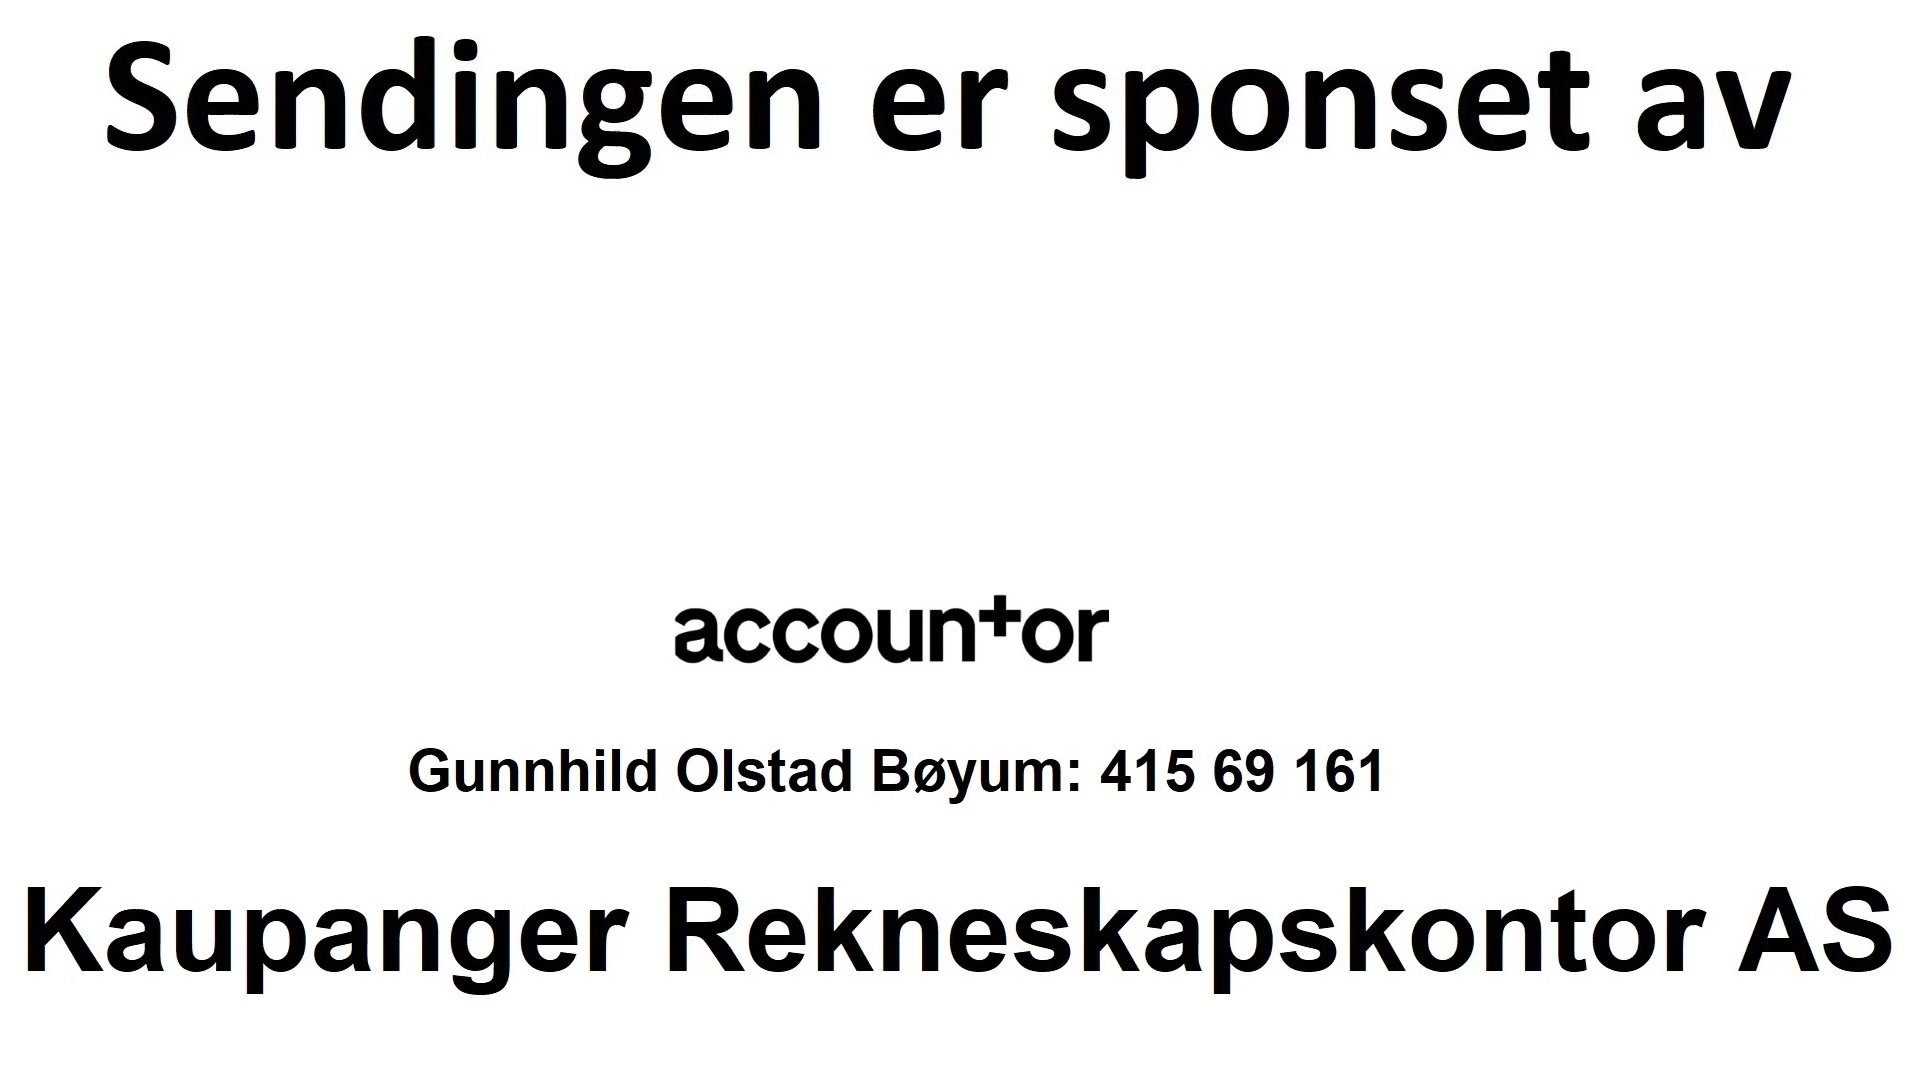 Sendingen er sponset av
accountor
Gunnhild Olstad Bøyum: 415 69 161
Kaupanger Rekneskapskontor AS